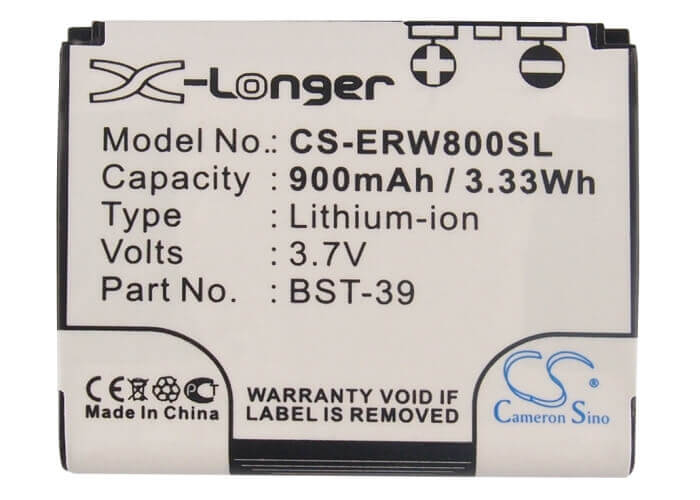 X-Longer
Model No.: CS-ERW800SL
Capacity : 900mAh / 3.33Wh
Type : Lithium-ion
Volts : 3.7V
Part No. : BST-39
CE
Made in China
WARRANTY VOID IF
LABEL IS REMOVED
CS
Cameron Sino